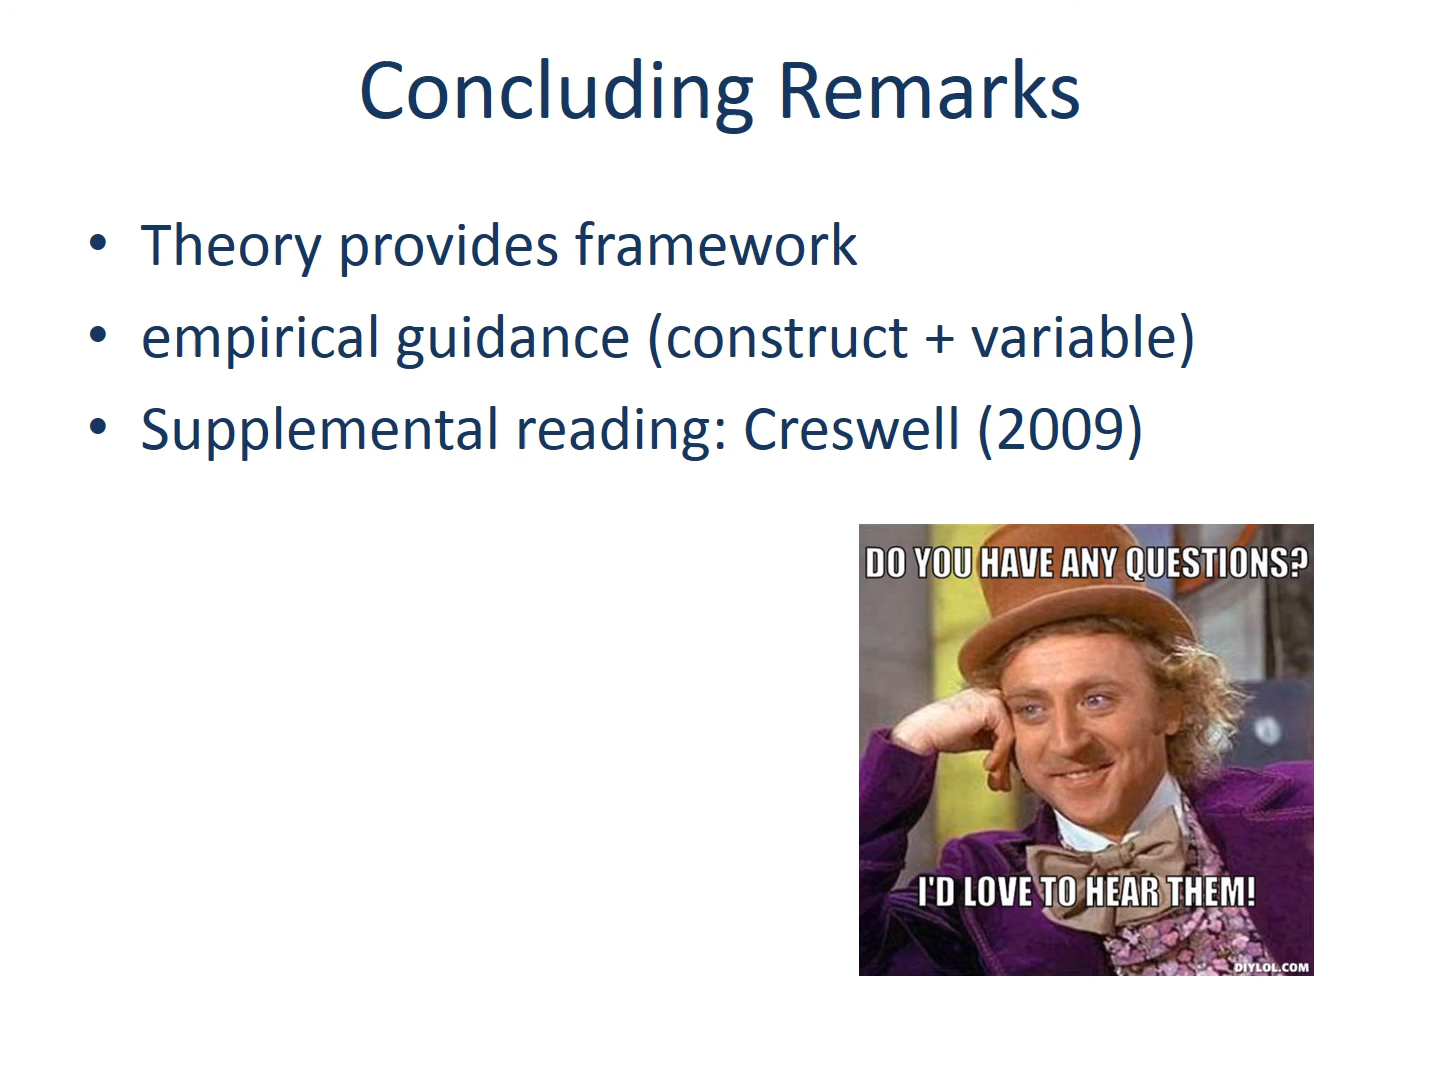 Concluding Remarks
• Theory provides framework
• empirical guidance (construct + variable)
• Supplemental reading: Creswell (2009)
DO YOU HAVE ANY QUESTIONS?
I'D LOVE TO HEAR THEM!
DIYLOL.COM